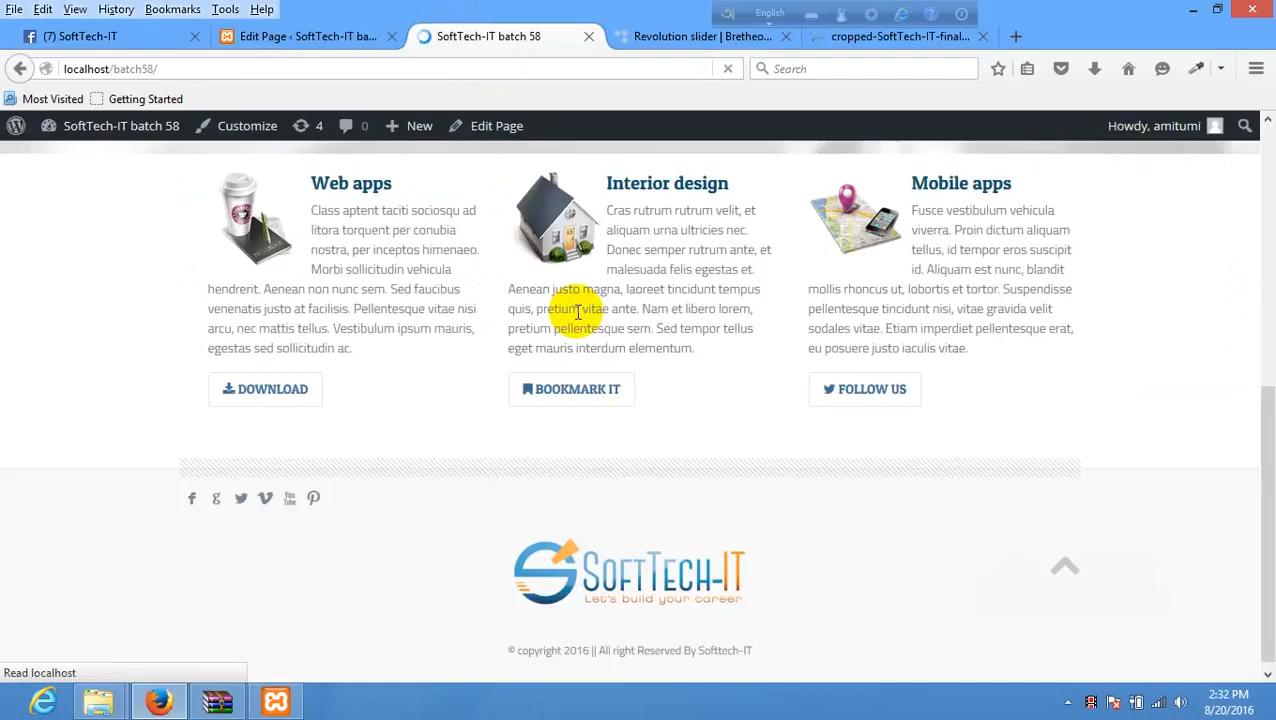 File Edit View History Bookmarks Tools Help
English
(7) SoftTech-IT
Edit Page ‹ SoftTech-IT ba...
SoftTech-IT batch 58
Revolution slider | Bretheo...
cropped-SoftTech-IT-final...
localhost/batch58/
Search
Most Visited
Getting Started
SoftTech-IT batch 58
Customize
4
0
New
Edit Page
Howdy, amitumi
Web apps
Class aptent taciti sociosqu ad
litora torquent per conubia
nostra, per inceptos himenaeo.
Morbi sollicitudin vehicula
hendrerit. Aenean non nunc sem. Sed faucibus
venenatis justo at facilisis. Pellentesque vitae nisi
arcu, nec mattis tellus. Vestibulum ipsum mauris,
egestas sed sollicitudin ac.
DOWNLOAD
Interior design
Cras rutrum rutrum velit, et
aliquam urna ultricies nec.
Donec semper rutrum ante, et
malesuada felis egestas et.
Aenean justo magna, laoreet tincidunt tempus
quis, pretium vitae ante. Nam et libero lorem,
pretium pellentesque sem. Sed tempor tellus
eget mauris interdum elementum.
BOOKMARK IT
Mobile apps
Fusce vestibulum vehicula
viverra. Proin dictum aliquam
tellus, id tempor eros suscipit
id. Aliquam est nunc, blandit
mollis rhoncus ut, lobortis et tortor. Suspendisse
pellentesque tincidunt nisi, vitae gravida velit
sodales vitae. Etiam imperdiet pellentesque erat,
eu posuere justo iaculis vitae.
FOLLOW US
SOFTTECH-IT
Let's build your career
© copyright 2016 || All right Reserved By Softtech-IT
Read localhost
2:32 PM
8/20/2016